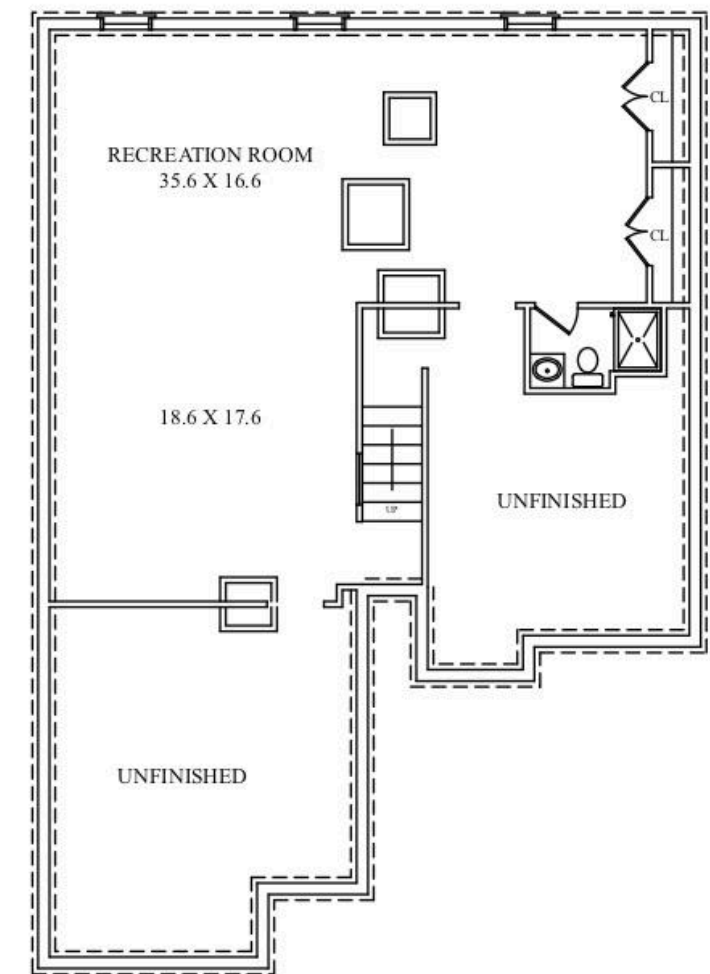 CL
RECREATION ROOM
35.6 X 16.6
CL
18.6 X 17.6
UNFINISHED
UP
UNFINISHED